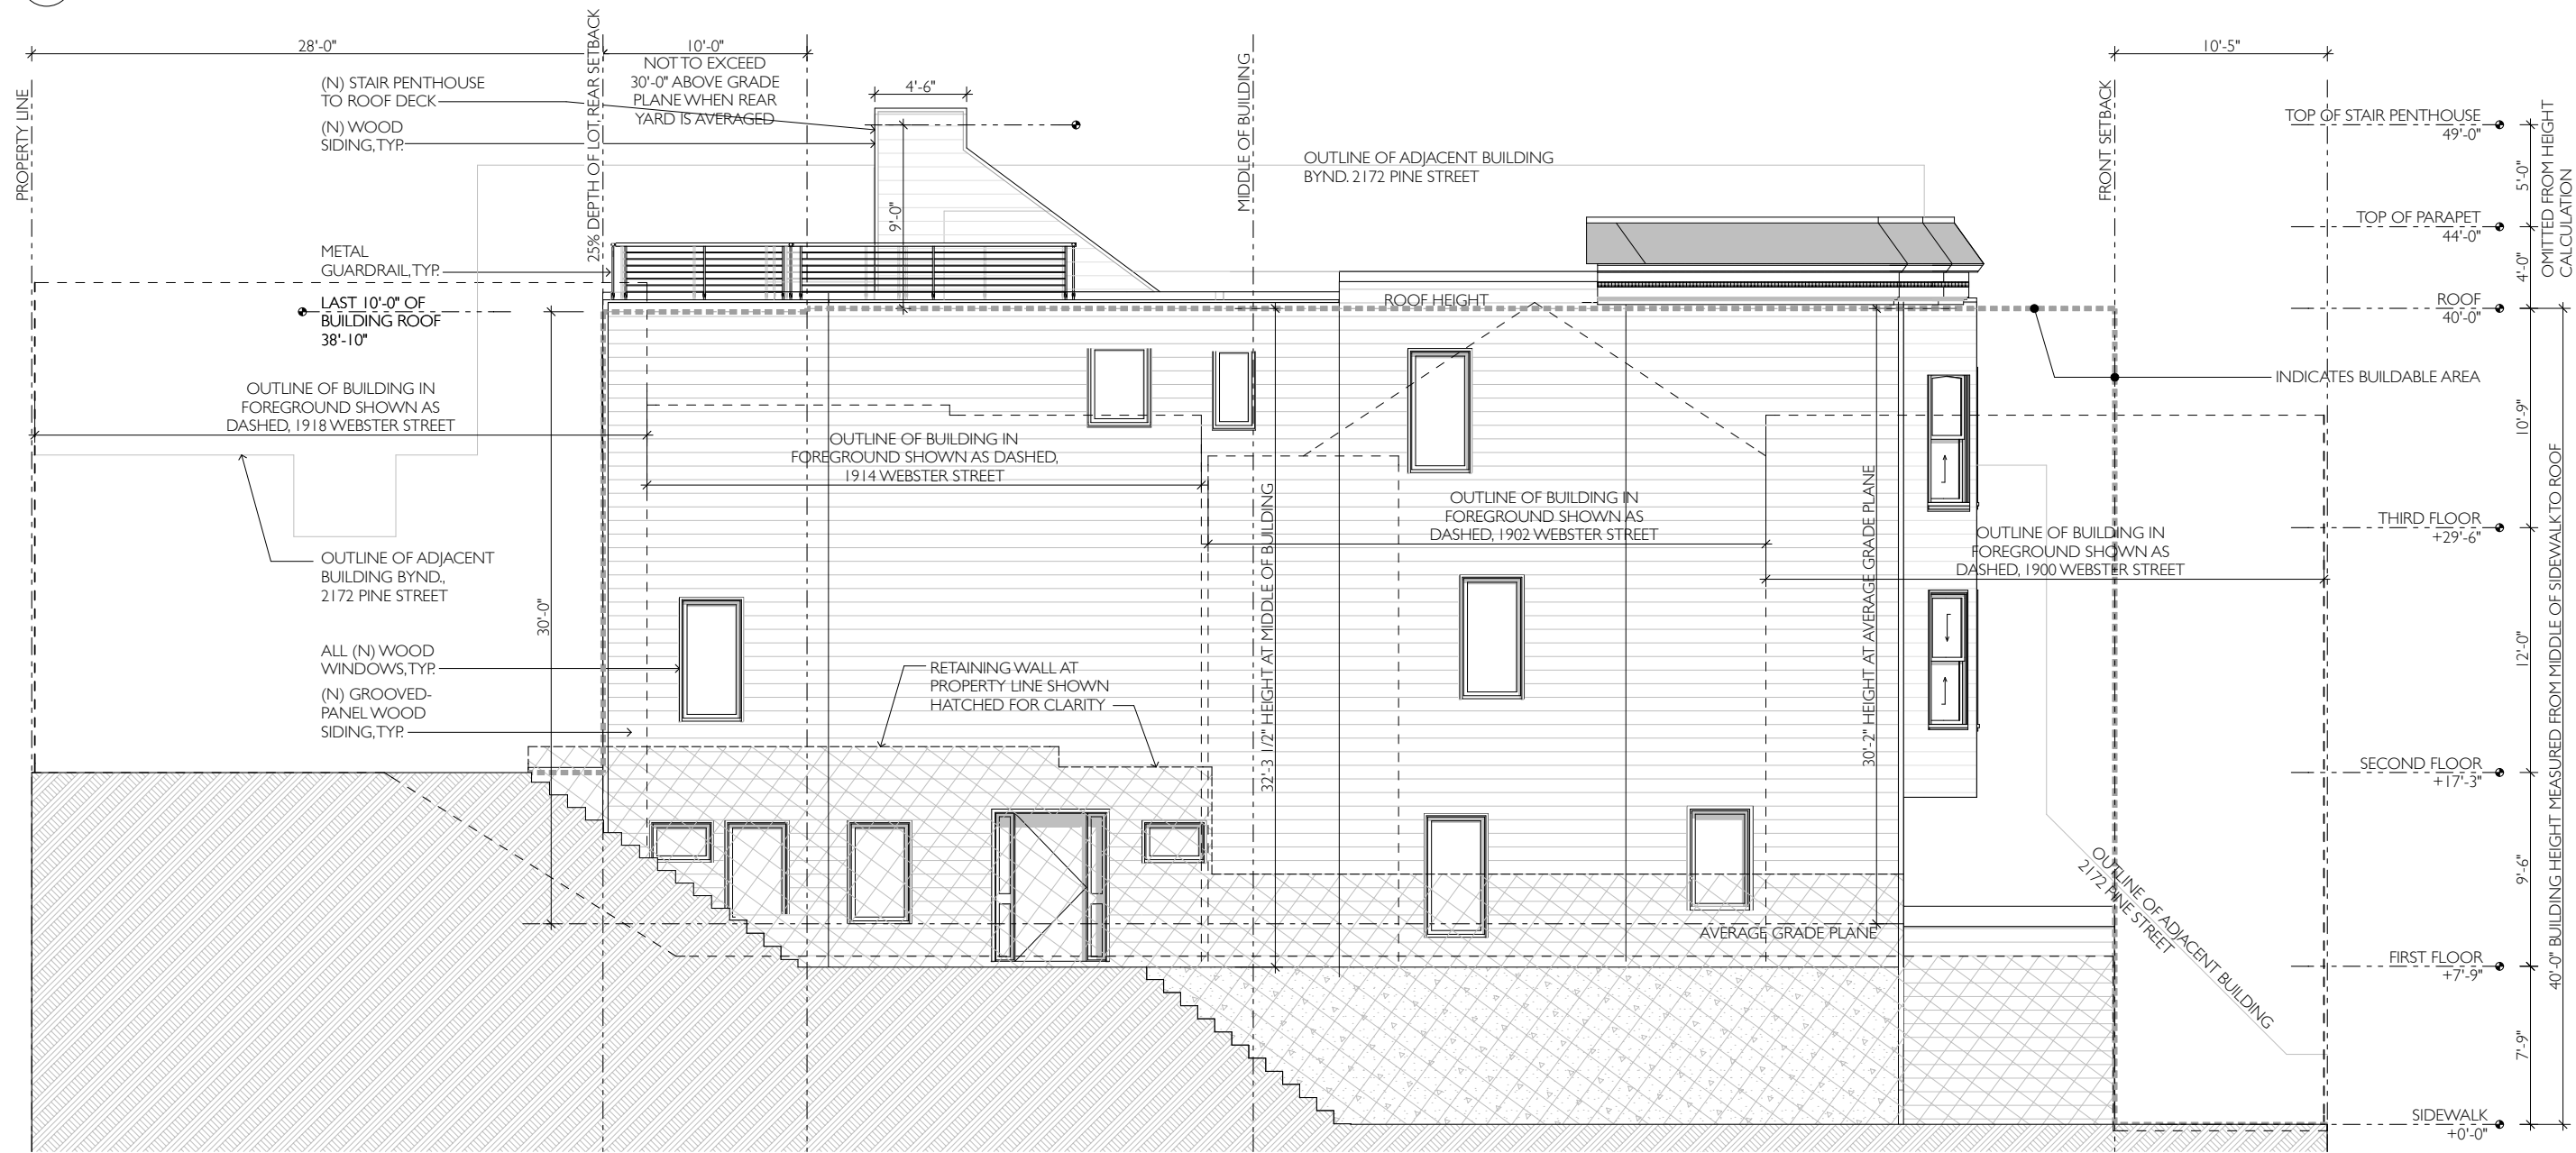 28'-0"
10'-0"
10'-5"
4'-6"
PROPERTY LINE
25% DEPTH OF LOT, REAR SETBACK
MIDDLE OF BUILDING
FRONT SETBACK
(N) STAIR PENTHOUSE
TO ROOF DECK
(N) WOOD
SIDING, TYP.
NOT TO EXCEED
30'-0" ABOVE GRADE
PLANE WHEN REAR
YARD IS AVERAGED
9'-0"
OUTLINE OF ADJACENT BUILDING
BYND. 2172 PINE STREET
TOP OF STAIR PENTHOUSE
49'-0"
5'-0"
TOP OF PARAPET
44'-0"
4'-0"
OMITTED FROM HEIGHT
CALCULATION
METAL
GUARDRAIL, TYP.
LAST 10'-0" OF
BUILDING ROOF
38'-10"
ROOF HEIGHT
ROOF
40'-0"
INDICATES BUILDABLE AREA
OUTLINE OF BUILDING IN
FOREGROUND SHOWN AS
DASHED, 1918 WEBSTER STREET
OUTLINE OF BUILDING IN
FOREGROUND SHOWN AS DASHED,
1914 WEBSTER STREET
OUTLINE OF BUILDING IN
FOREGROUND SHOWN AS
DASHED, 1902 WEBSTER STREET
OUTLINE OF BUILDING IN
FOREGROUND SHOWN AS
DASHED, 1900 WEBSTER STREET
10'-9"
THIRD FLOOR
+29'-6"
OUTLINE OF ADJACENT
BUILDING BYND.,
2172 PINE STREET
30'-0"
32'-3 1/2" HEIGHT AT MIDDLE OF BUILDING
30'-2" HEIGHT AT AVERAGE GRADE PLANE
12'-0"
40'-0" BUILDING HEIGHT MEASURED FROM MIDDLE OF SIDEWALK TO ROOF
ALL (N) WOOD
WINDOWS, TYP.
(N) GROOVED-
PANEL WOOD
SIDING, TYP.
RETAINING WALL AT
PROPERTY LINE SHOWN
HATCHED FOR CLARITY
SECOND FLOOR
+17'-3"
9'-6"
OUTLINE OF ADJACENT BUILDING
2172 PINE STREET
AVERAGE GRADE PLANE
FIRST FLOOR
+7'-9"
7'-9"
SIDEWALK
+0'-0"